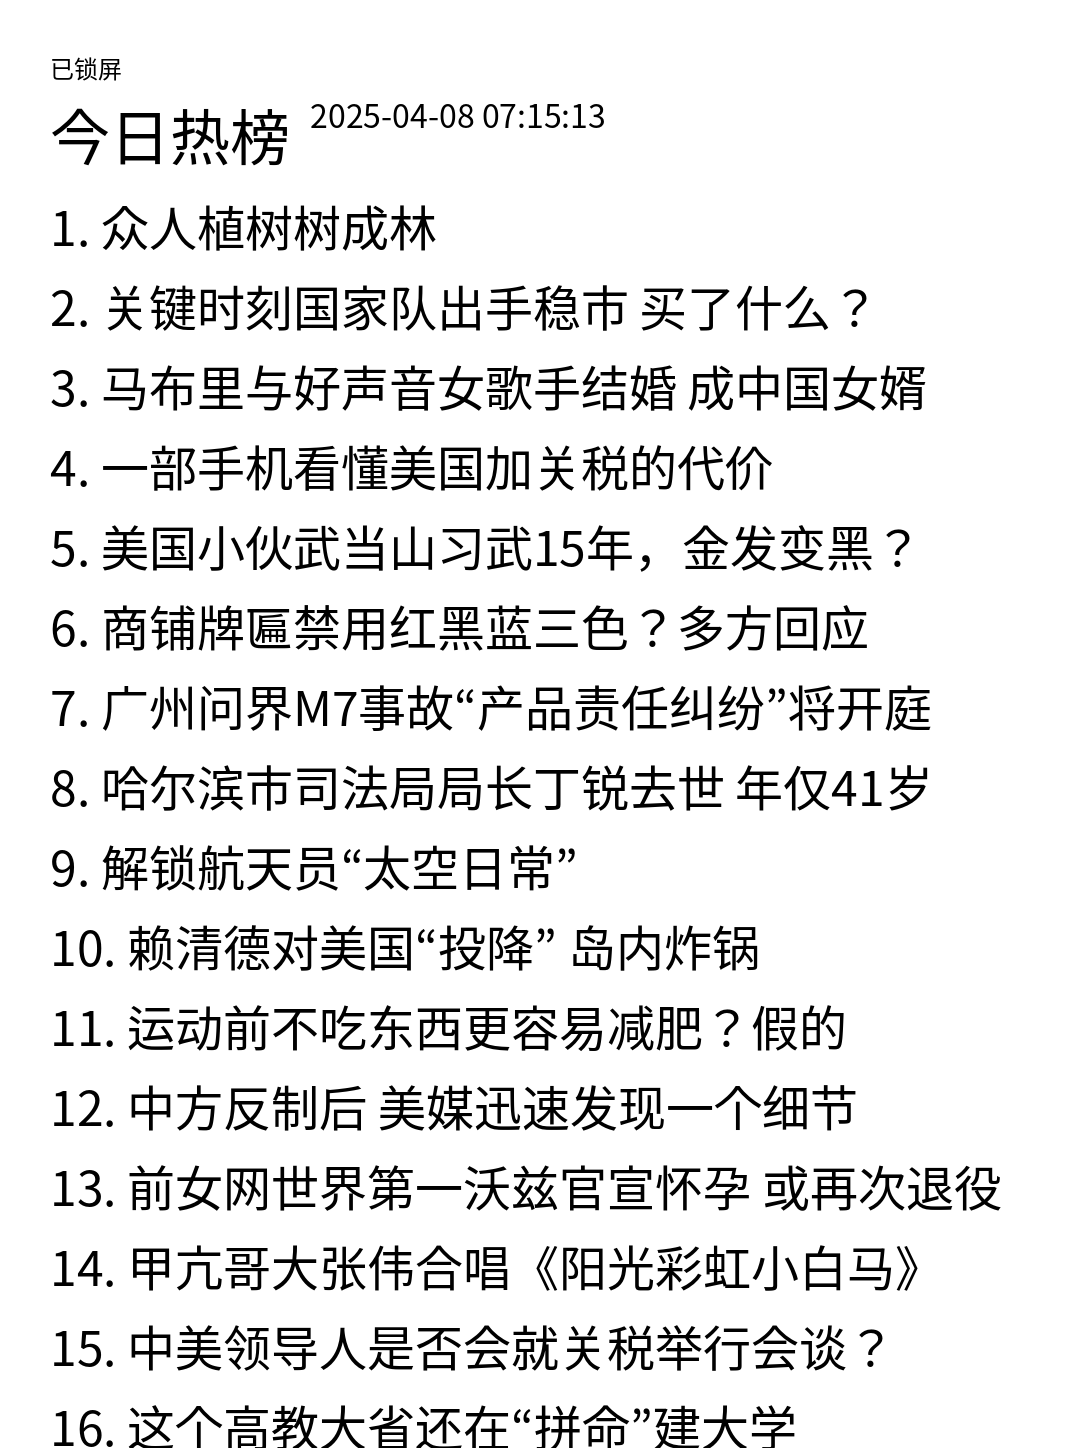 已锁屏
今日热榜 2025-04-08 07:15:13
1. 众人植树树成林
2. 关键时刻国家队出手稳市 买了什么？
3. 马布里与好声音女歌手结婚 成中国女婿
4. 一部手机看懂美国加关税的代价
5. 美国小伙武当山习武15年，金发变黑？
6. 商铺牌匾禁用红黑蓝三色？多方回应
7. 广州问界M7事故“产品责任纠纷”将开庭
8. 哈尔滨市司法局局长丁锐去世 年仅41岁
9. 解锁航天员“太空日常”
10. 赖清德对美国“投降” 岛内炸锅
11. 运动前不吃东西更容易减肥？假的
12. 中方反制后 美媒迅速发现一个细节
13. 前女网世界第一沃兹官宣怀孕 或再次退役
14. 甲亢哥大张伟合唱《阳光彩虹小白马》
15. 中美领导人是否会就关税举行会谈？
16. 这个高教大省还在“拼命”建大学